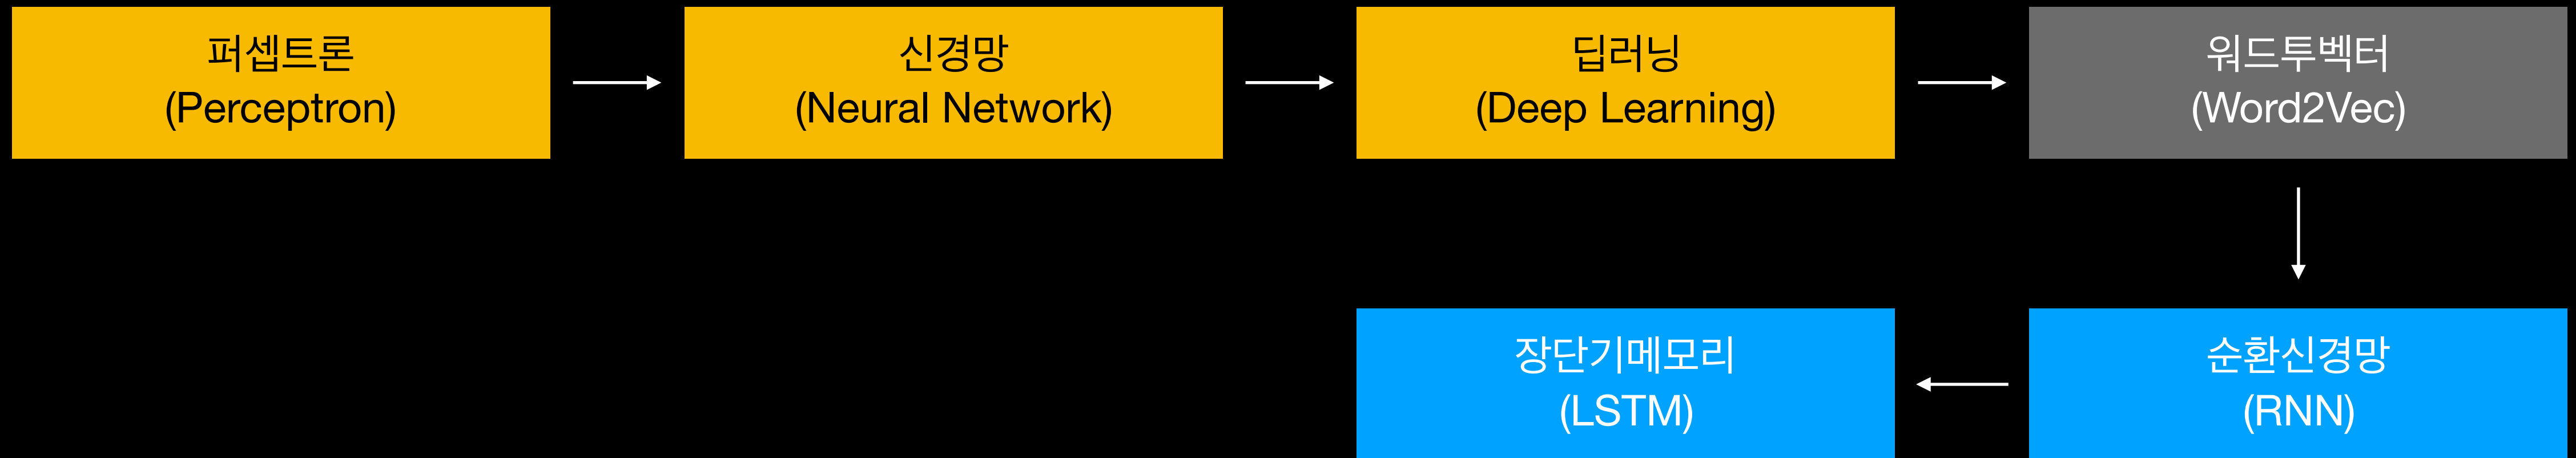 퍼셉트론
(Perceptron)
신경망
(Neural Network)
딥러닝
(Deep Learning)
워드투벡터
(Word2Vec)
순환신경망
(RNN)
장단기메모리
(LSTM)